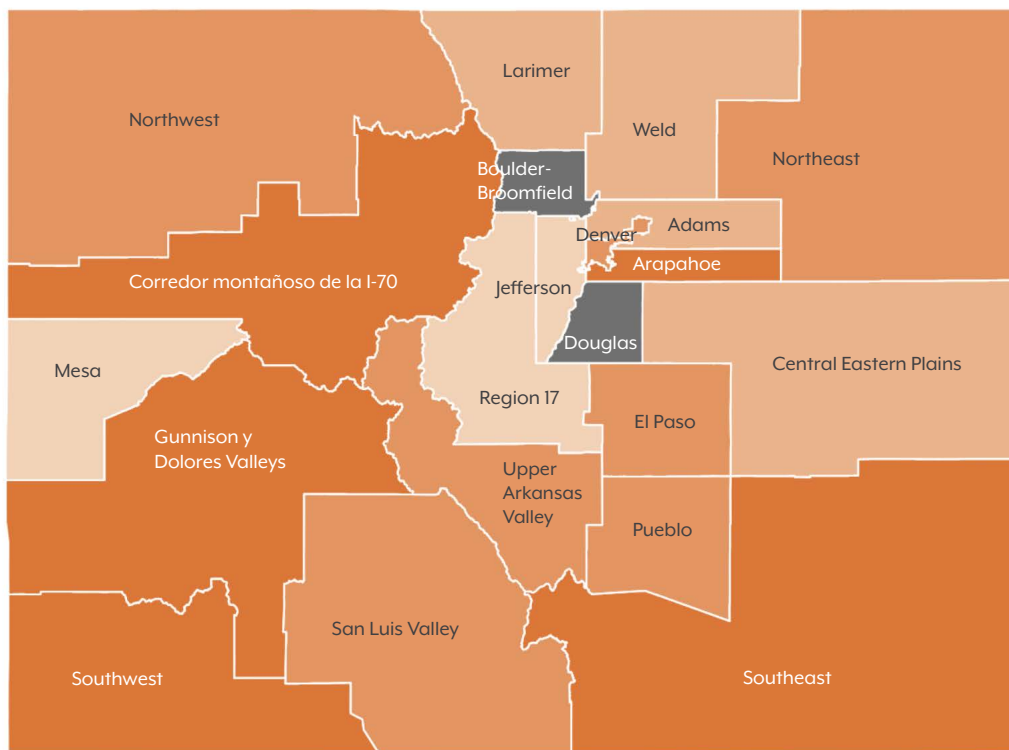 Larimer
Northwest
Weld
Northeast
Boulder-
Broomfield
Adams
Denver
Arapahoe
Corredor montañoso de la I-70
Jefferson
Douglas
Mesa
Central Eastern Plains
Region 17
El Paso
Gunnison y
Dolores Valleys
Upper
Arkansas
Valley
Pueblo
San Luis Valley
Southwest
Southeast